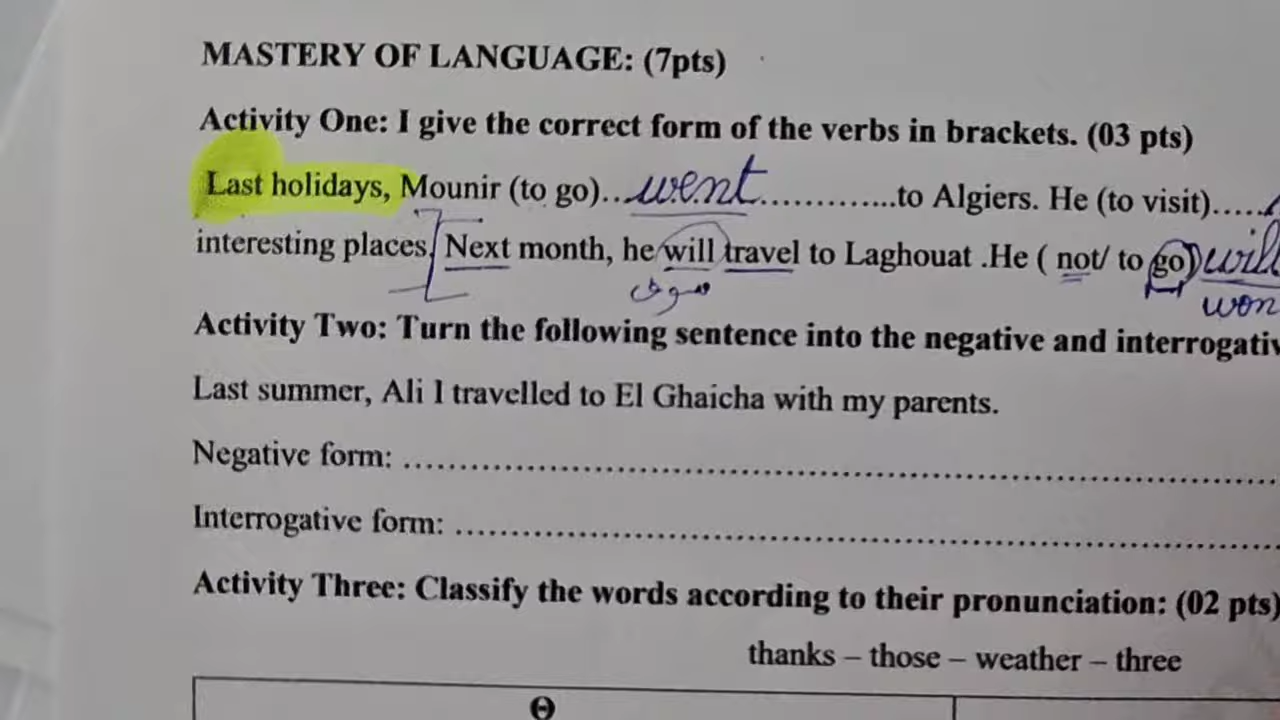 MASTERY OF LANGUAGE: (7pts)
Activity One: I give the correct form of the verbs in brackets. (03 pts)
Last holidays, Mounir (to go)...went.............to Algiers. He (to visit).....
interesting places. Next month, he will travel to Laghouat .He ( not/ to go) will
سوف won
Activity Two: Turn the following sentence into the negative and interrogativ
Last summer, Ali I travelled to El Ghaicha with my parents.
Negative form: ....................................................................
Interrogative form: ....................................................................
Activity Three: Classify the words according to their pronunciation: (02 pts)
thanks – those – weather – three
Θ